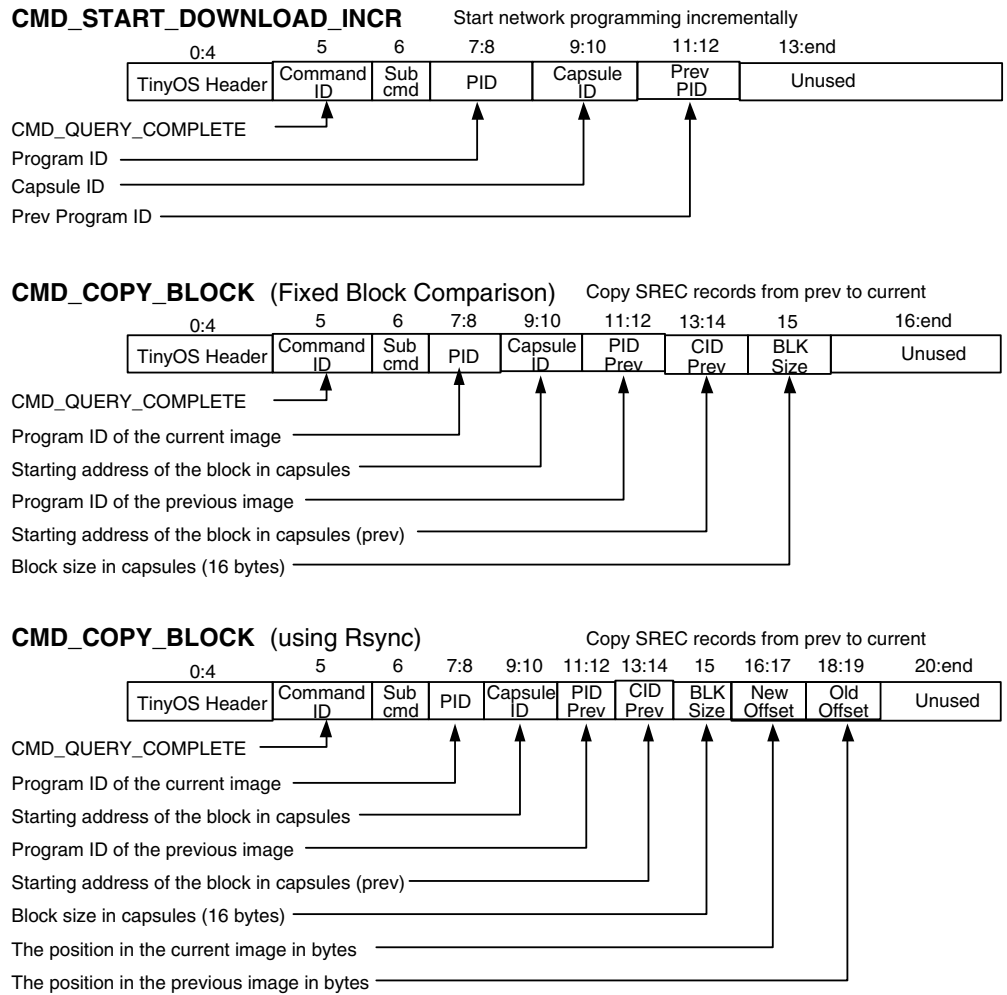 CMD_START_DOWNLOAD_INCR Start network programming incrementally
0:4 5 6 7:8 9:10 11:12 13:end
TinyOS Header Command ID Sub cmd PID Capsule ID Prev PID Unused
CMD_QUERY_COMPLETE
Program ID
Capsule ID
Prev Program ID
CMD_COPY_BLOCK (Fixed Block Comparison) Copy SREC records from prev to current
0:4 5 6 7:8 9:10 11:12 13:14 15 16:end
TinyOS Header Command ID Sub cmd PID Capsule ID PID Prev CID Prev BLK Size Unused
CMD_QUERY_COMPLETE
Program ID of the current image
Starting address of the block in capsules
Program ID of the previous image
Starting address of the block in capsules (prev)
Block size in capsules (16 bytes)
CMD_COPY_BLOCK (using Rsync) Copy SREC records from prev to current
0:4 5 6 7:8 9:10 11:12 13:14 15 16:17 18:19 20:end
TinyOS Header Command ID Sub cmd PID Capsule ID PID Prev CID Prev BLK Size New Offset Old Offset Unused
CMD_QUERY_COMPLETE
Program ID of the current image
Starting address of the block in capsules
Program ID of the previous image
Starting address of the block in capsules (prev)
Block size in capsules (16 bytes)
The position in the current image in bytes
The position in the previous image in bytes